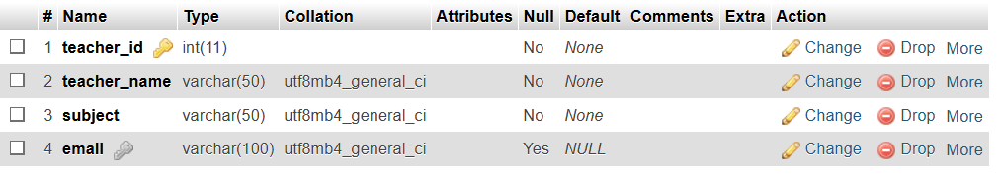 # Name Type Collation Attributes Null Default Comments Extra Action
1 teacher_id int(11) No None Change Drop More
2 teacher_name varchar(50) utf8mb4_general_ci No None Change Drop More
3 subject varchar(50) utf8mb4_general_ci No None Change Drop More
4 email varchar(100) utf8mb4_general_ci Yes NULL Change Drop More